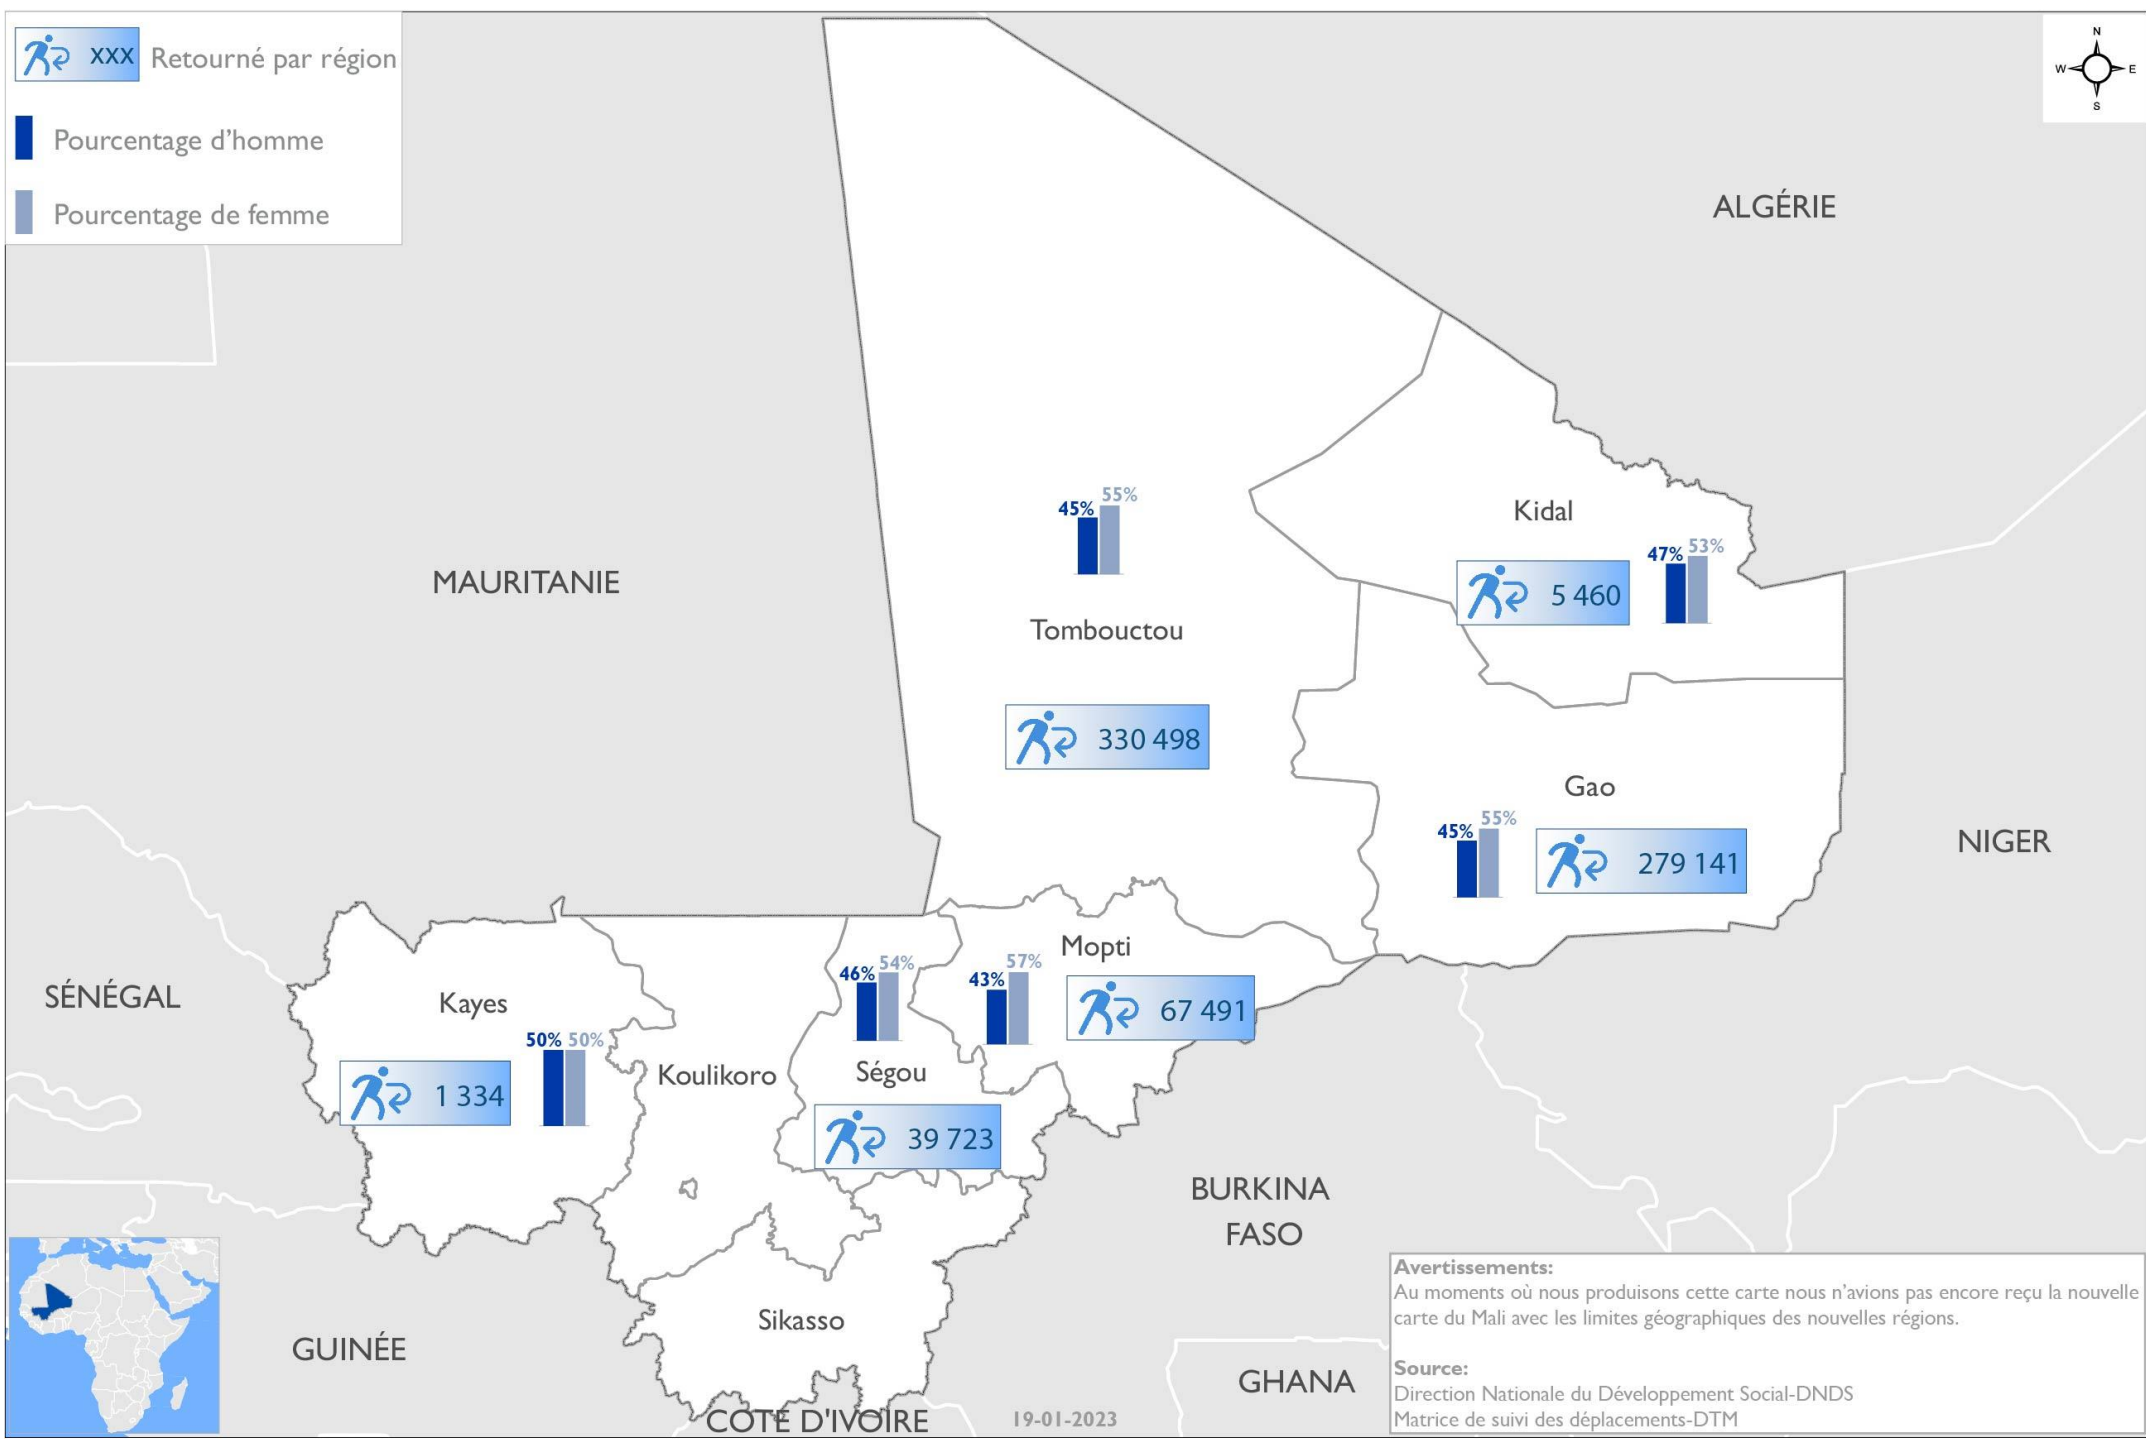 XXX Retourné par région
Pourcentage d'homme
Pourcentage de femme
N
W E
S
ALGÉRIE
MAURITANIE
45% 55%
Tombouctou
330 498
Kidal
5 460
47% 53%
Gao
45% 55%
279 141
NIGER
SÉNÉGAL
Kayes
50% 50%
1 334
Koulikoro
46% 54%
Ségou
39 723
Mopti
43% 57%
67 491
BURKINA
FASO
Sikasso
GUINÉE
GHANA
COTE D'IVOIRE
19-01-2023
Avertissements:
Au moments où nous produisons cette carte nous n'avions pas encore reçu la nouvelle
carte du Mali avec les limites géographiques des nouvelles régions.
Source:
Direction Nationale du Développement Social-DNDS
Matrice de suivi des déplacements-DTM